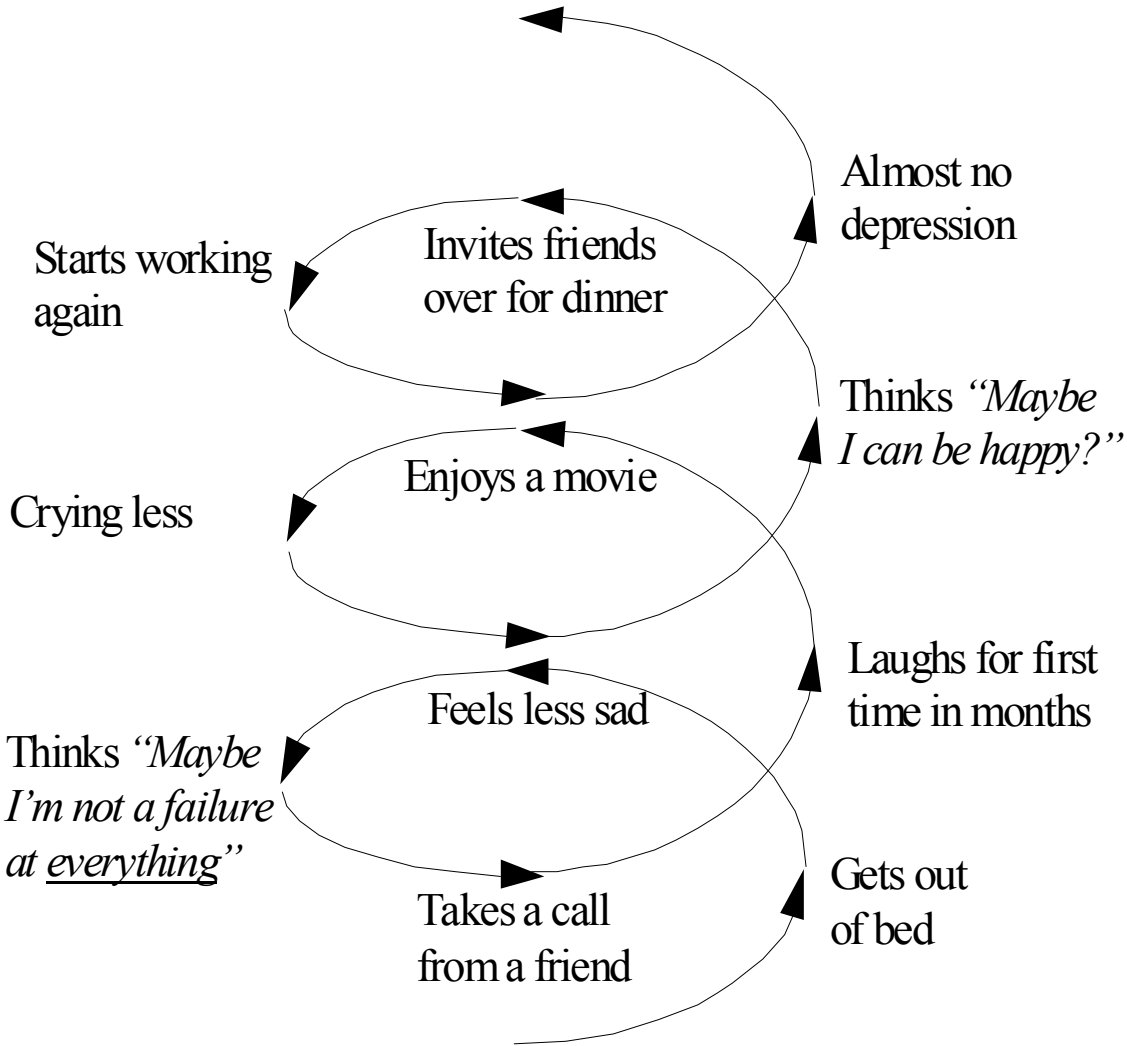 Almost no
depression
Invites friends
over for dinner
Starts working
again
Thinks “Maybe
I can be happy?”
Enjoys a movie
Crying less
Laughs for first
time in months
Feels less sad
Thinks “Maybe
I’m not a failure
at everything”
Gets out
of bed
Takes a call
from a friend